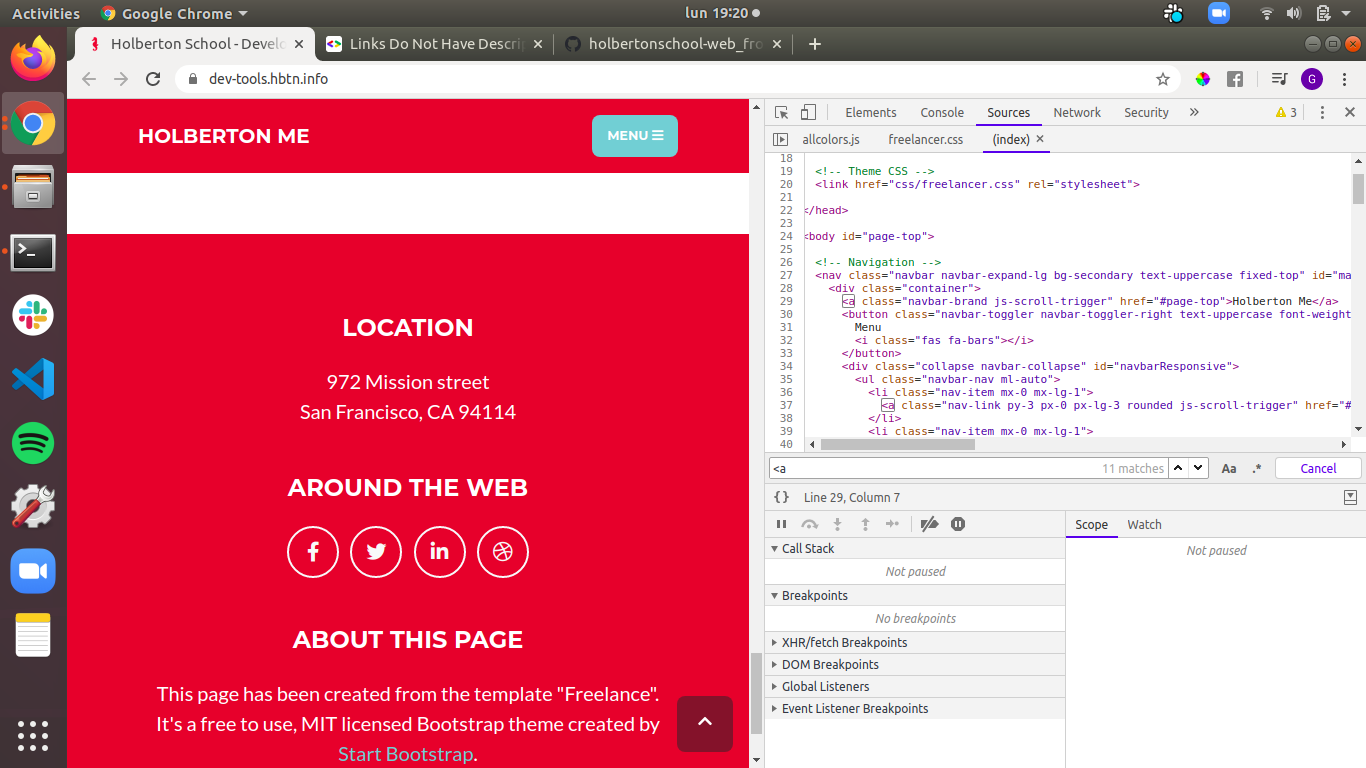 Activities
Google Chrome
lun 19:20
Holberton School - Develo
Links Do Not Have Descrip
holbertonschool-web_fro
dev-tools.hbtn.info
G
HOLBERTON ME
MENU
LOCATION
972 Mission street
San Francisco, CA 94114
AROUND THE WEB
ABOUT THIS PAGE
This page has been created from the template "Freelance".
It's a free to use, MIT licensed Bootstrap theme created by
Start Bootstrap.
Elements Console Sources Network Security » 3
allcolors.js freelancer.css (index)
18
19 <!-- Theme CSS -->
20 <link href="css/freelancer.css" rel="stylesheet">
21
22 </head>
23
24 <body id="page-top">
25
26 <!-- Navigation -->
27 <nav class="navbar navbar-expand-lg bg-secondary text-uppercase fixed-top" id="ma
28 <div class="container">
29 <a class="navbar-brand js-scroll-trigger" href="#page-top">Holberton Me</a>
30 <button class="navbar-toggler navbar-toggler-right text-uppercase font-weight
31 Menu
32 <i class="fas fa-bars"></i>
33 </button>
34 <div class="collapse navbar-collapse" id="navbarResponsive">
35 <ul class="navbar-nav ml-auto">
36 <li class="nav-item mx-0 mx-lg-1">
37 <a class="nav-link py-3 px-0 px-lg-3 rounded js-scroll-trigger" href="#
38 </li>
39 <li class="nav-item mx-0 mx-lg-1">
40
<a 11 matches Aa .* Cancel
{} Line 29, Column 7
Scope Watch
Call Stack
Not paused
Not paused
Breakpoints
No breakpoints
XHR/fetch Breakpoints
DOM Breakpoints
Global Listeners
Event Listener Breakpoints